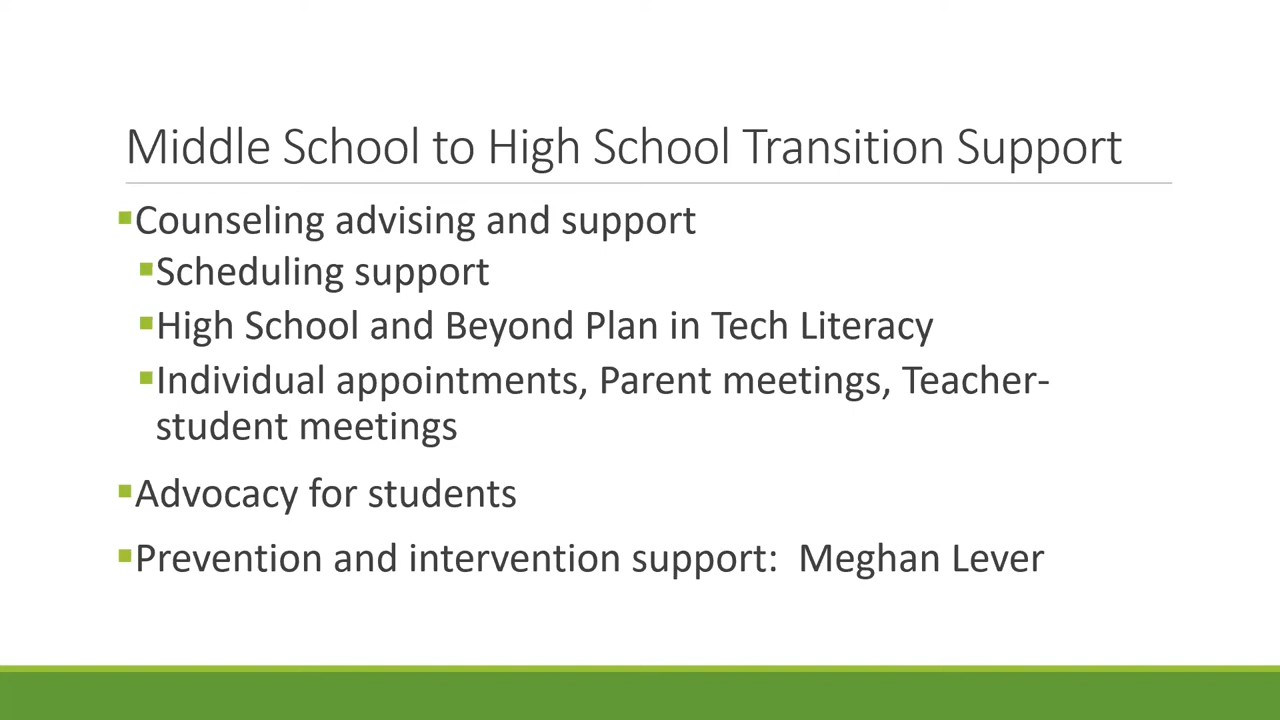 Middle School to High School Transition Support
▪Counseling advising and support
▪Scheduling support
▪High School and Beyond Plan in Tech Literacy
▪Individual appointments, Parent meetings, Teacher-
student meetings
▪Advocacy for students
▪Prevention and intervention support:  Meghan Lever